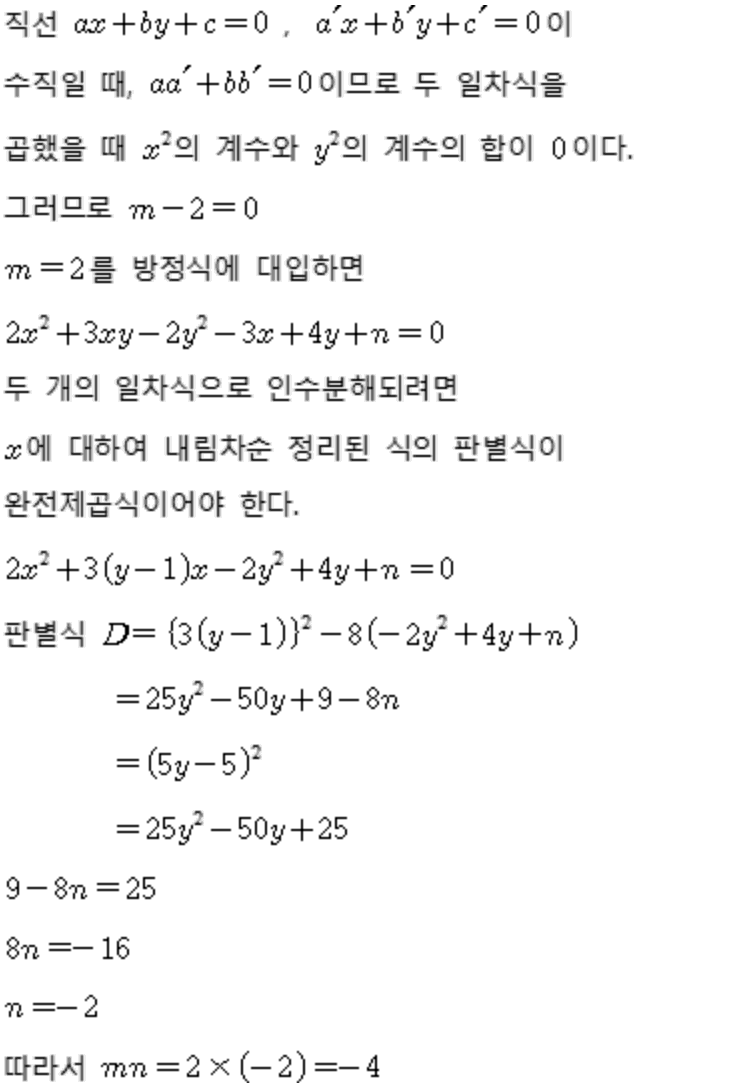 직선 ax+by+c=0 , a′x+b′y+c′=0이
수직일 때, aa′+bb′=0이므로 두 일차식을
곱했을 때 x²의 계수와 y²의 계수의 합이 0이다.
그러므로 m-2=0
m=2를 방정식에 대입하면
2x²+3xy-2y²-3x+4y+n=0
두 개의 일차식으로 인수분해되려면
x에 대하여 내림차순 정리된 식의 판별식이
완전제곱식이어야 한다.
2x²+3(y-1)x-2y²+4y+n=0
판별식 D= {3(y-1)}²-8(-2y²+4y+n)
=25y²-50y+9-8n
=(5y-5)²
=25y²-50y+25
9-8n=25
8n=-16
n=-2
따라서 mn=2×(-2)=-4